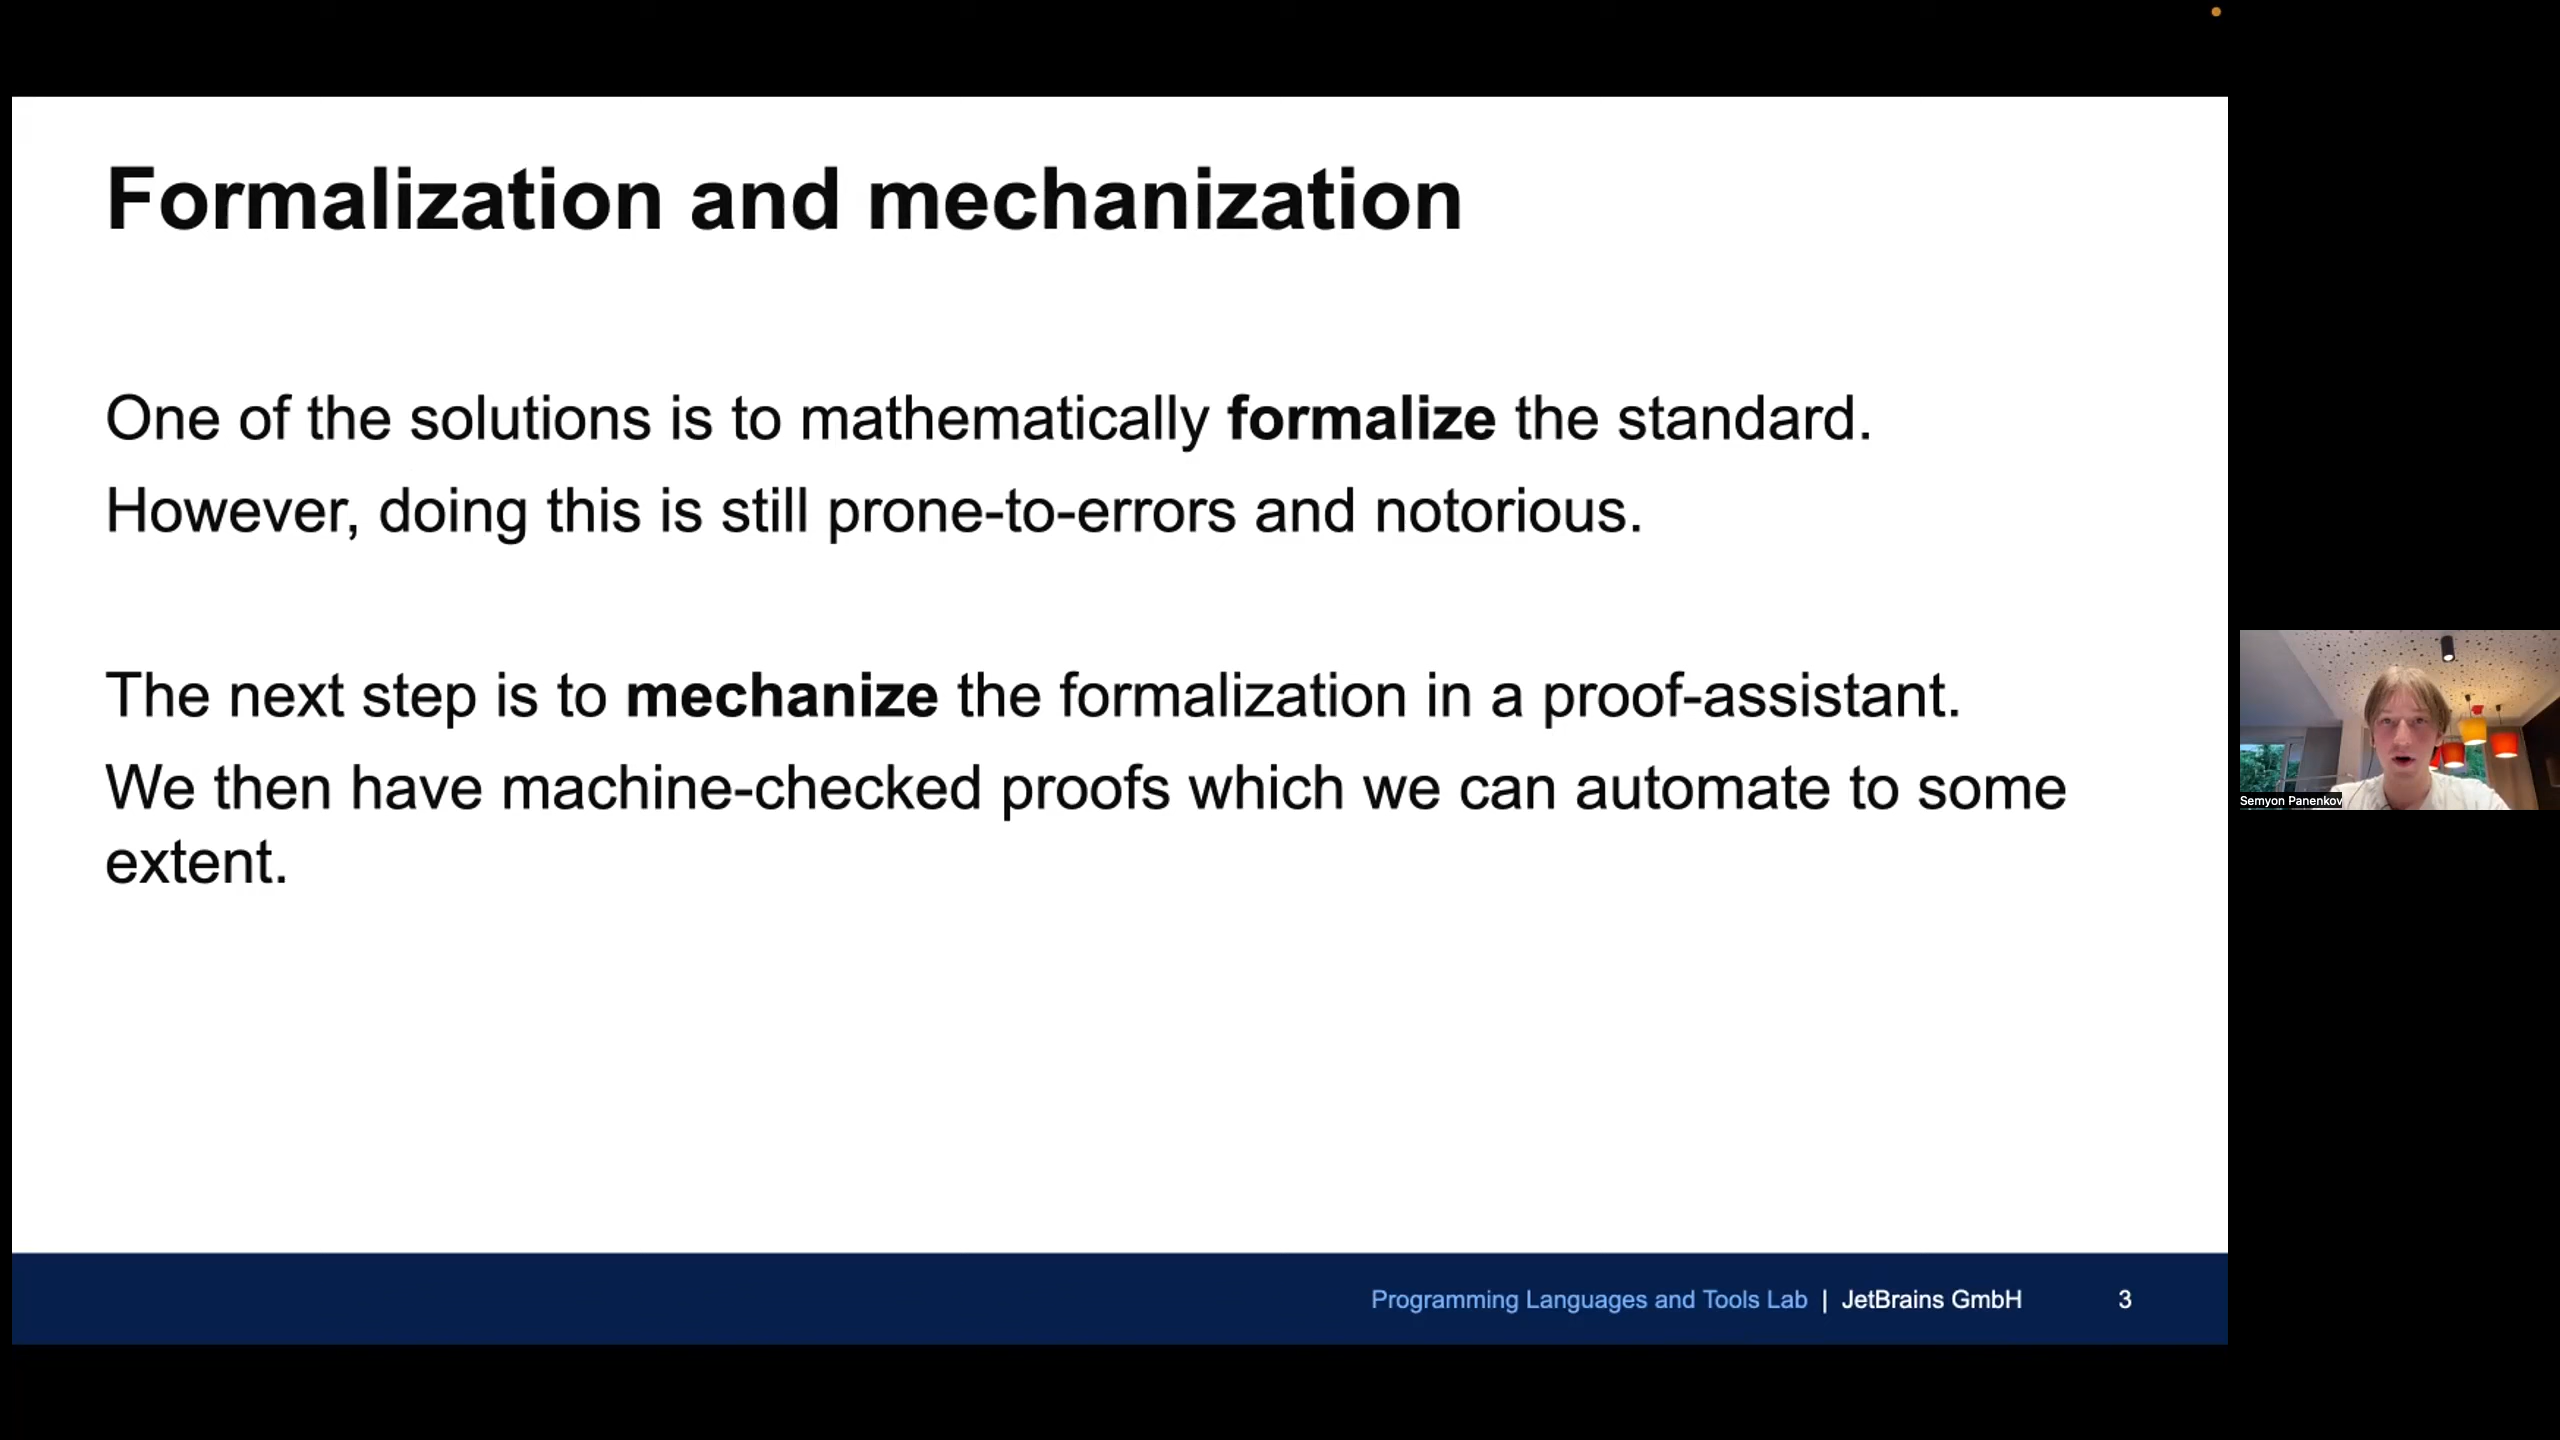 Formalization and mechanization
One of the solutions is to mathematically formalize the standard.
However, doing this is still prone-to-errors and notorious.
The next step is to mechanize the formalization in a proof-assistant.
We then have machine-checked proofs which we can automate to some
extent.
Semyon Panenkov
Programming Languages and Tools Lab | JetBrains GmbH 3